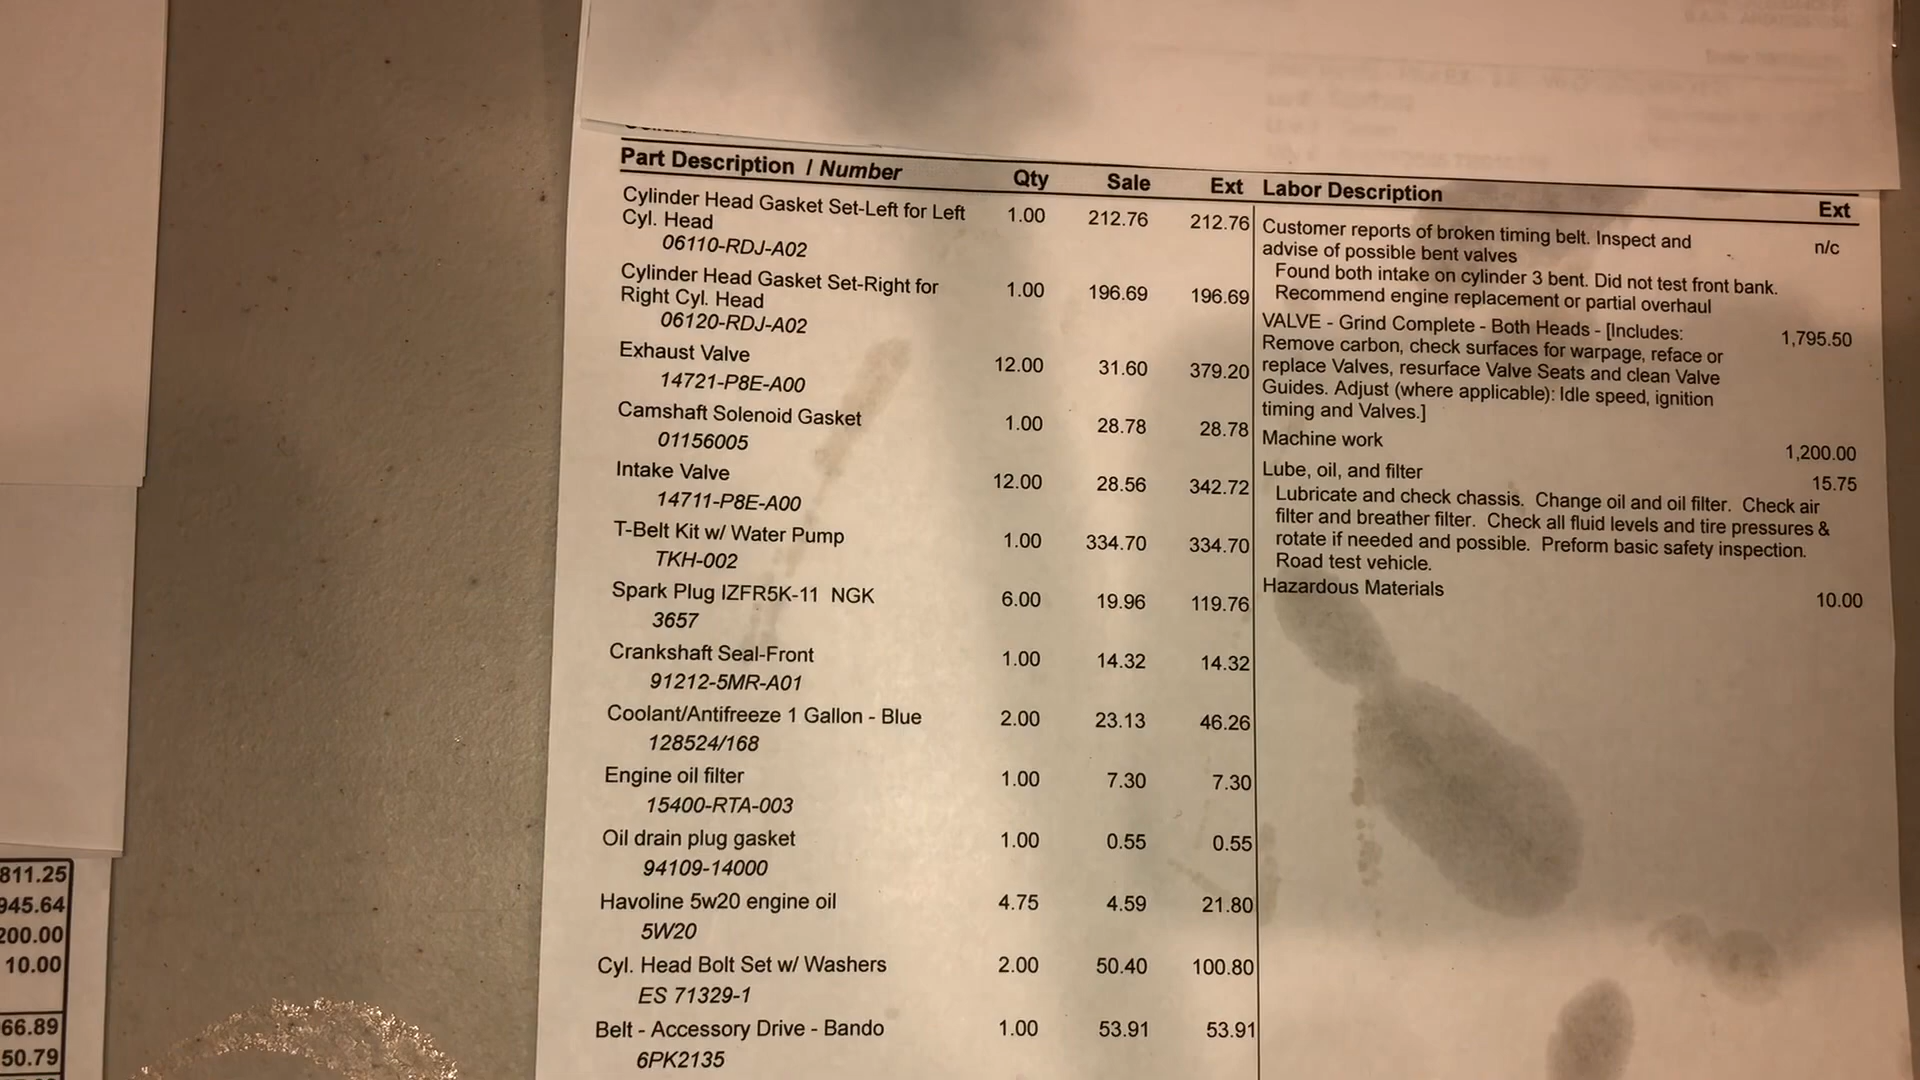 Part Description / Number Qty Sale Ext Labor Description Ext
Cylinder Head Gasket Set-Left for Left 1.00 212.76 212.76
Cyl. Head
06110-RDJ-A02
Cylinder Head Gasket Set-Right for 1.00 196.69 196.69
Right Cyl. Head
06120-RDJ-A02
Exhaust Valve 12.00 31.60 379.20
14721-P8E-A00
Camshaft Solenoid Gasket 1.00 28.78 28.78
01156005
Intake Valve 12.00 28.56 342.72
14711-P8E-A00
T-Belt Kit w/ Water Pump 1.00 334.70 334.70
TKH-002
Spark Plug IZFR5K-11 NGK 6.00 19.96 119.76
3657
Crankshaft Seal-Front 1.00 14.32 14.32
91212-5MR-A01
Coolant/Antifreeze 1 Gallon - Blue 2.00 23.13 46.26
128524/168
Engine oil filter 1.00 7.30 7.30
15400-RTA-003
Oil drain plug gasket 1.00 0.55 0.55
94109-14000
Havoline 5w20 engine oil 4.75 4.59 21.80
5W20
Cyl. Head Bolt Set w/ Washers 2.00 50.40 100.80
ES 71329-1
Belt - Accessory Drive - Bando 1.00 53.91 53.91
6PK2135
Customer reports of broken timing belt. Inspect and n/c
advise of possible bent valves
Found both intake on cylinder 3 bent. Did not test front bank.
Recommend engine replacement or partial overhaul
VALVE - Grind Complete - Both Heads - [Includes: 1,795.50
Remove carbon, check surfaces for warpage, reface or
replace Valves, resurface Valve Seats and clean Valve
Guides. Adjust (where applicable): Idle speed, ignition
timing and Valves.]
Machine work 1,200.00
Lube, oil, and filter 15.75
Lubricate and check chassis. Change oil and oil filter. Check air
filter and breather filter. Check all fluid levels and tire pressures &
rotate if needed and possible. Preform basic safety inspection.
Road test vehicle.
Hazardous Materials 10.00
811.25
945.64
200.00
10.00
66.89
50.79